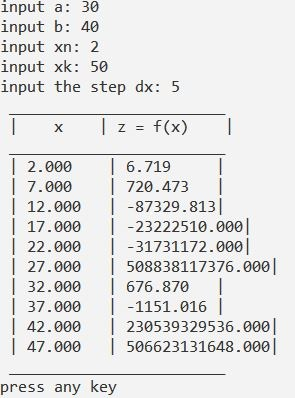 input a: 30
input b: 40
input xn: 2
input xk: 50
input the step dx: 5
| x | z = f(x) |
| 2.000 | 6.719 |
| 7.000 | 720.473 |
| 12.000 | -87329.813|
| 17.000 | -23222510.000|
| 22.000 | -31731172.000|
| 27.000 | 508838117376.000|
| 32.000 | 676.870 |
| 37.000 | -1151.016 |
| 42.000 | 230539329536.000|
| 47.000 | 506623131648.000|
press any key